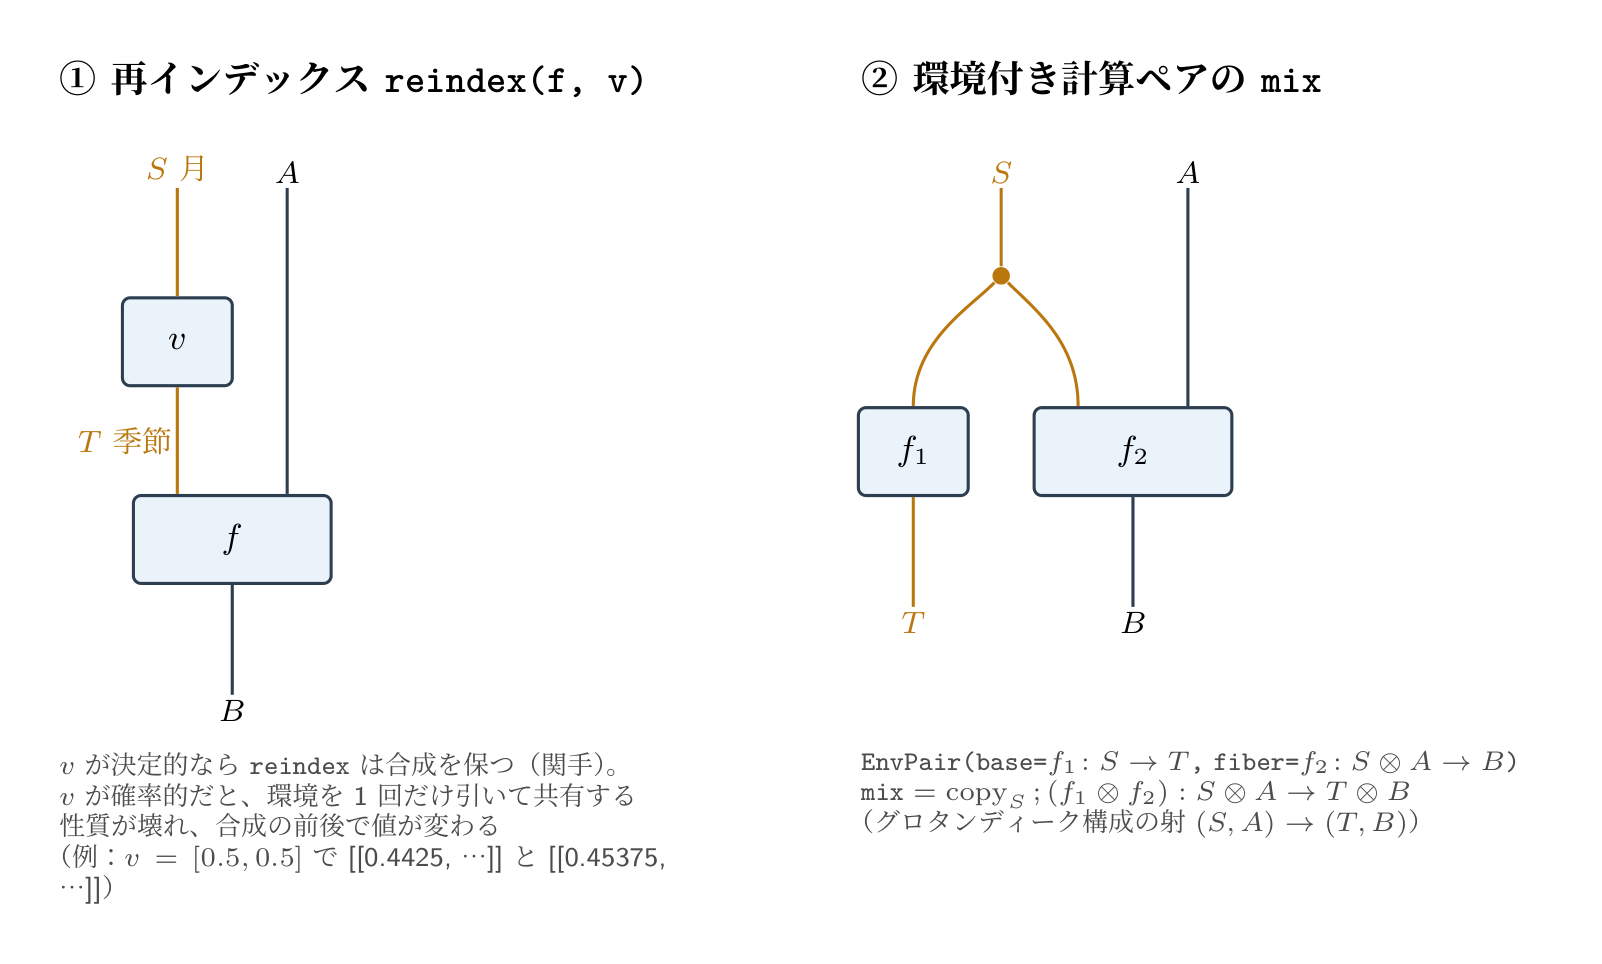 ① 再インデックス reindex(f, v)
S 月
A
v
T 季節
f
B
v が決定的なら reindex は合成を保つ（関手）。
v が確率的だと、環境を 1 回だけ引いて共有する
性質が壊れ、合成の前後で値が変わる
（例：v = [0.5, 0.5] で [[0.4425, …]] と [[0.45375,
…]]）
② 環境付き計算ペアの mix
S
A
f₁
f₂
T
B
EnvPair(base=f₁: S → T, fiber=f₂: S ⊗ A → B)
mix = copy_S ; (f₁ ⊗ f₂) : S ⊗ A → T ⊗ B
（グロタンディーク構成の射 (S, A) → (T, B)）